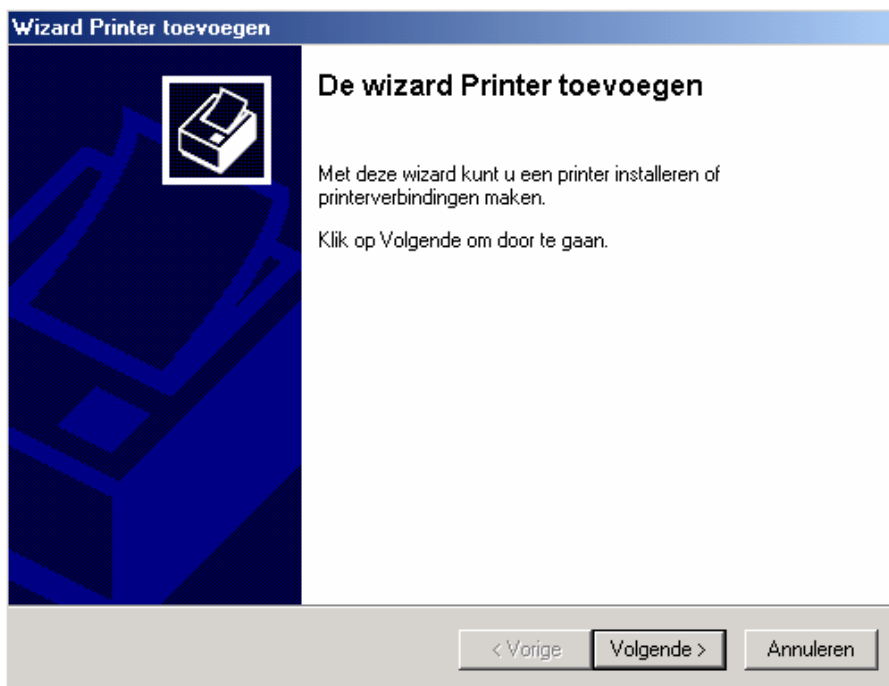 Wizard Printer toevoegen
De wizard Printer toevoegen
Met deze wizard kunt u een printer installeren of
printerverbindingen maken.
Klik op Volgende om door te gaan.
< Vorige
Volgende >
Annuleren